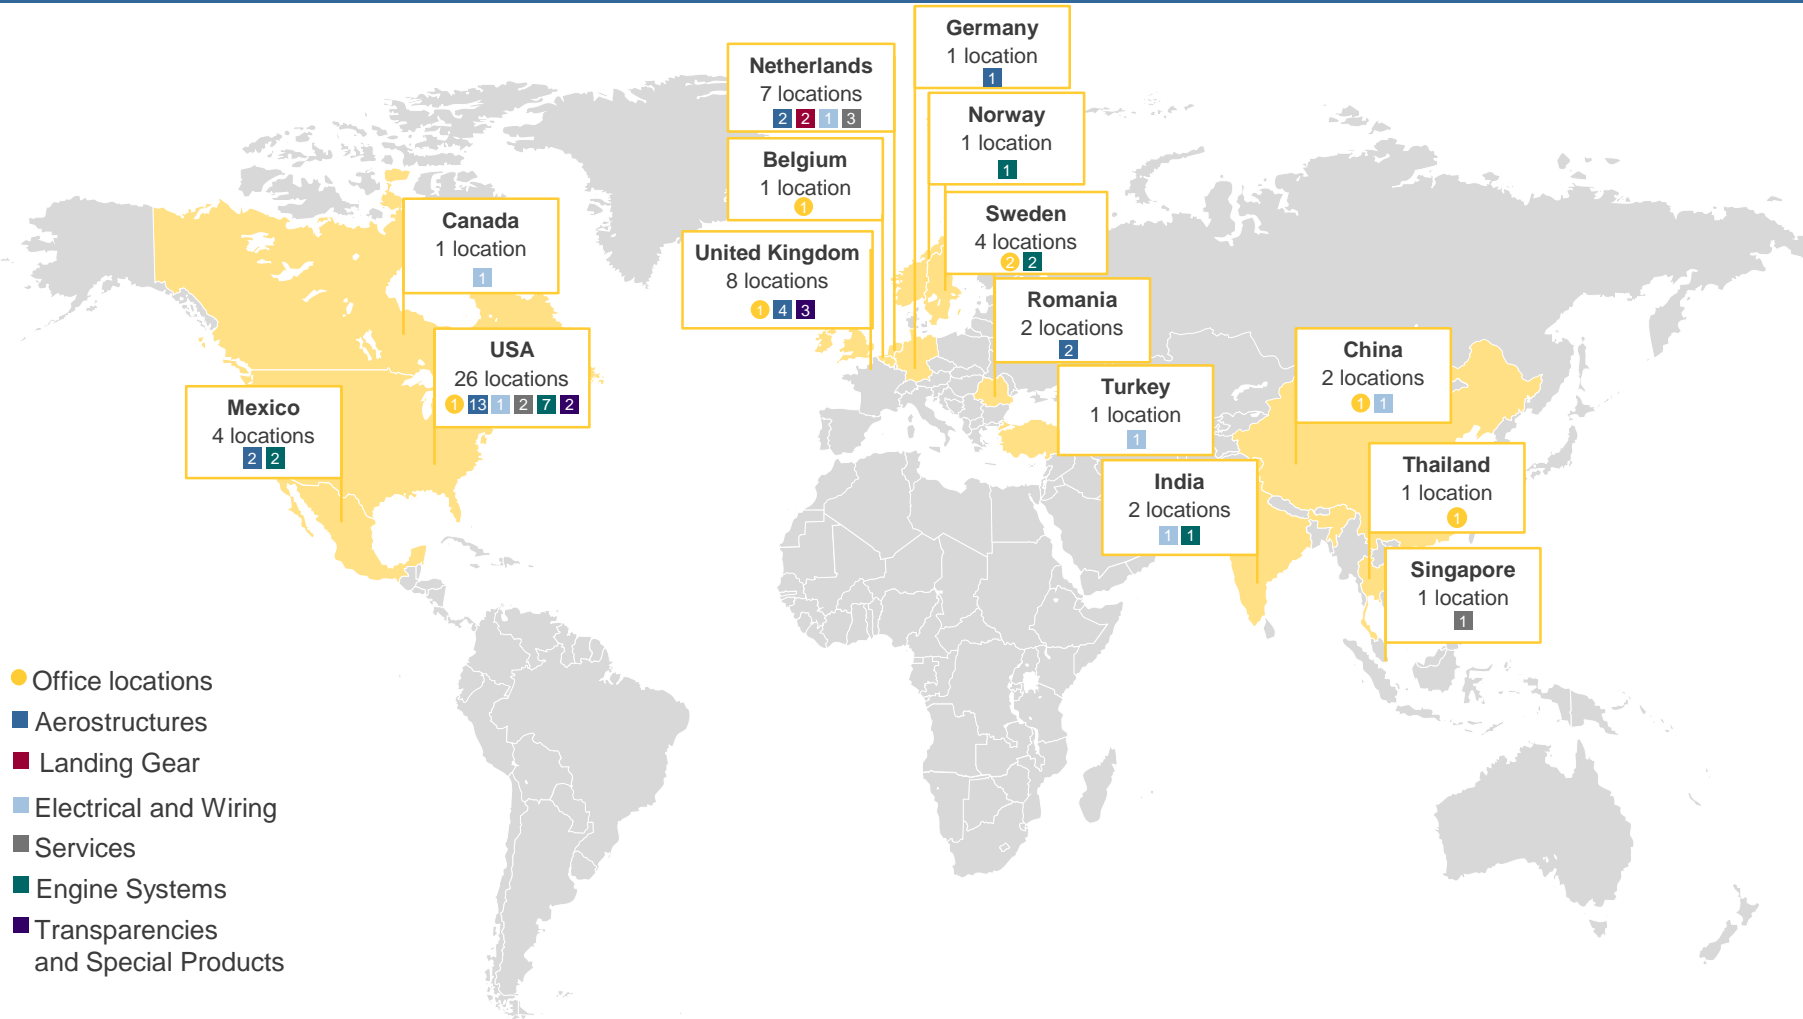 Germany
1 location
1
Netherlands
7 locations
2 2 1 3
Norway
1 location
1
Belgium
1 location
1
Sweden
4 locations
2 2
Canada
1 location
1
United Kingdom
8 locations
1 4 3
Romania
2 locations
2
USA
26 locations
1 13 1 2 7 2
China
2 locations
1 1
Mexico
4 locations
2 2
Turkey
1 location
1
Thailand
1 location
1
India
2 locations
1 1
Singapore
1 location
1
Office locations
Aerostructures
Landing Gear
Electrical and Wiring
Services
Engine Systems
Transparencies
and Special Products